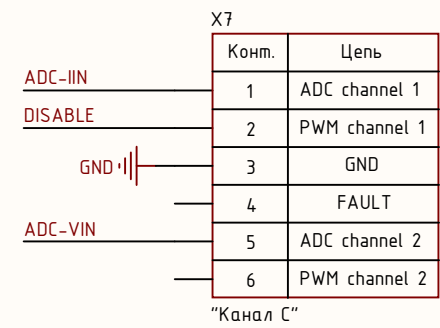 X7
Конт. Цепь
ADC-IIN 1 ADC channel 1
DISABLE 2 PWM channel 1
GND 3 GND
4 FAULT
ADC-VIN 5 ADC channel 2
6 PWM channel 2
"Канал C"